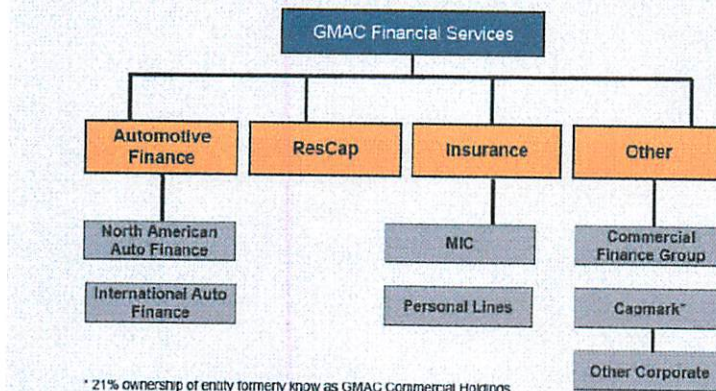 GMAC Financial Services
Automotive
Finance
ResCap
Insurance
Other
North American
Auto Finance
MIC
Commercial
Finance Group
International Auto
Finance
Personal Lines
Capmark*
Other Corporate
* 21% ownership of entity formerly know as GMAC Commercial Holdings